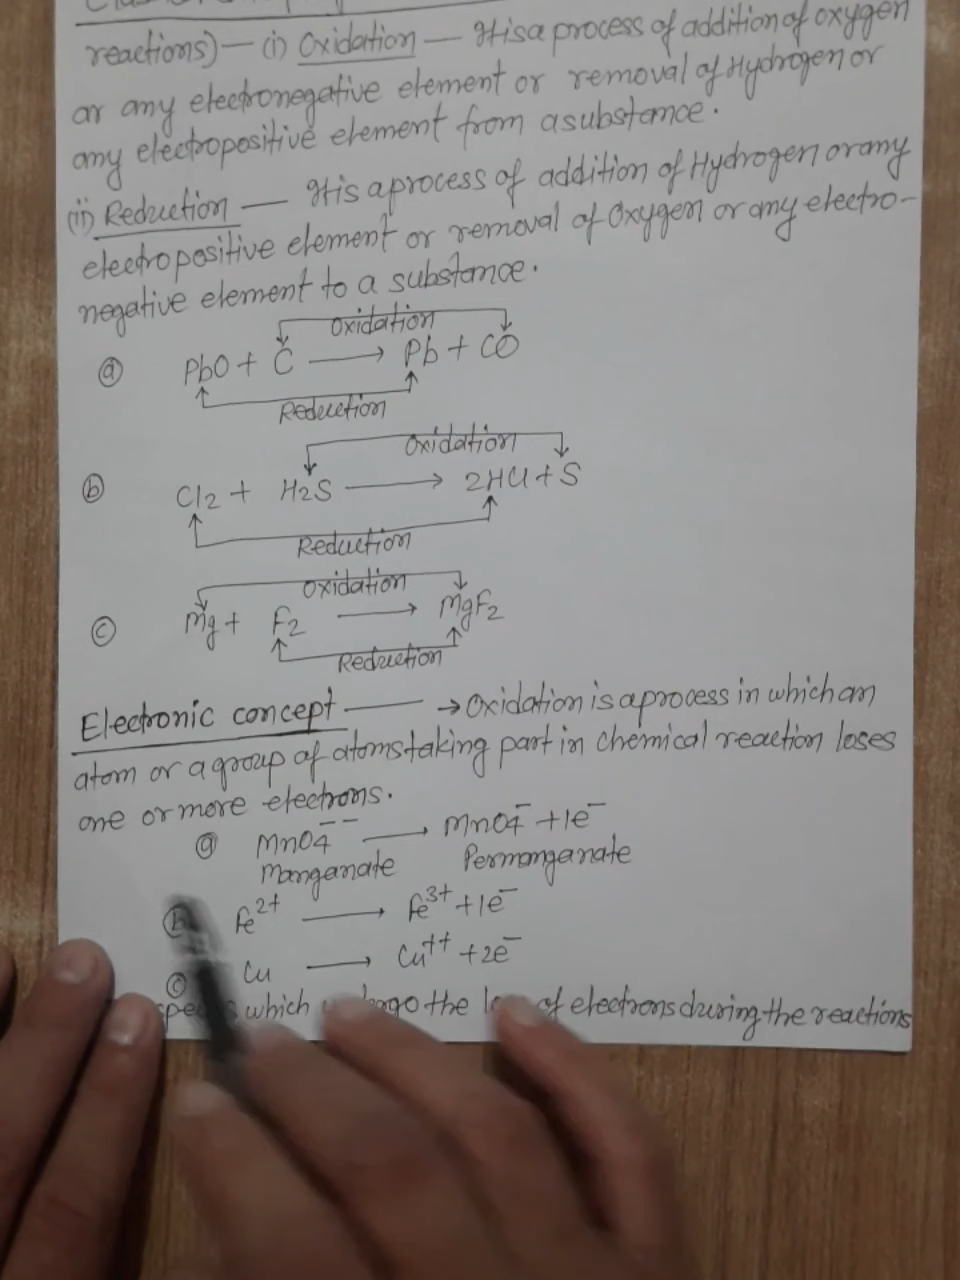 reactions) — (i) Oxidation — It is a process of addition of oxygen
or any electronegative element or removal of Hydrogen or
any electropositive element from a substance.
(ii) Reduction — It is a process of addition of Hydrogen or any
electropositive element or removal of Oxygen or any electro-
negative element to a substance.
Oxidation
(a) PbO + C → Pb + CO
Reduction
Oxidation
(b) Cl2 + H2S → 2HCl + S
Reduction
Oxidation
(c) Mg + F2 → MgF2
Reduction
Electronic concept —→ Oxidation is a process in which an
atom or a group of atoms taking part in chemical reaction loses
one or more electrons.
(a) MnO4⁻⁻ → MnO4⁻ + 1e⁻
Manganate Permanganate
(b) Fe²⁺ → Fe³⁺ + 1e⁻
(c) Cu → Cu⁺⁺ + 2e⁻
which the of electrons during the reactions